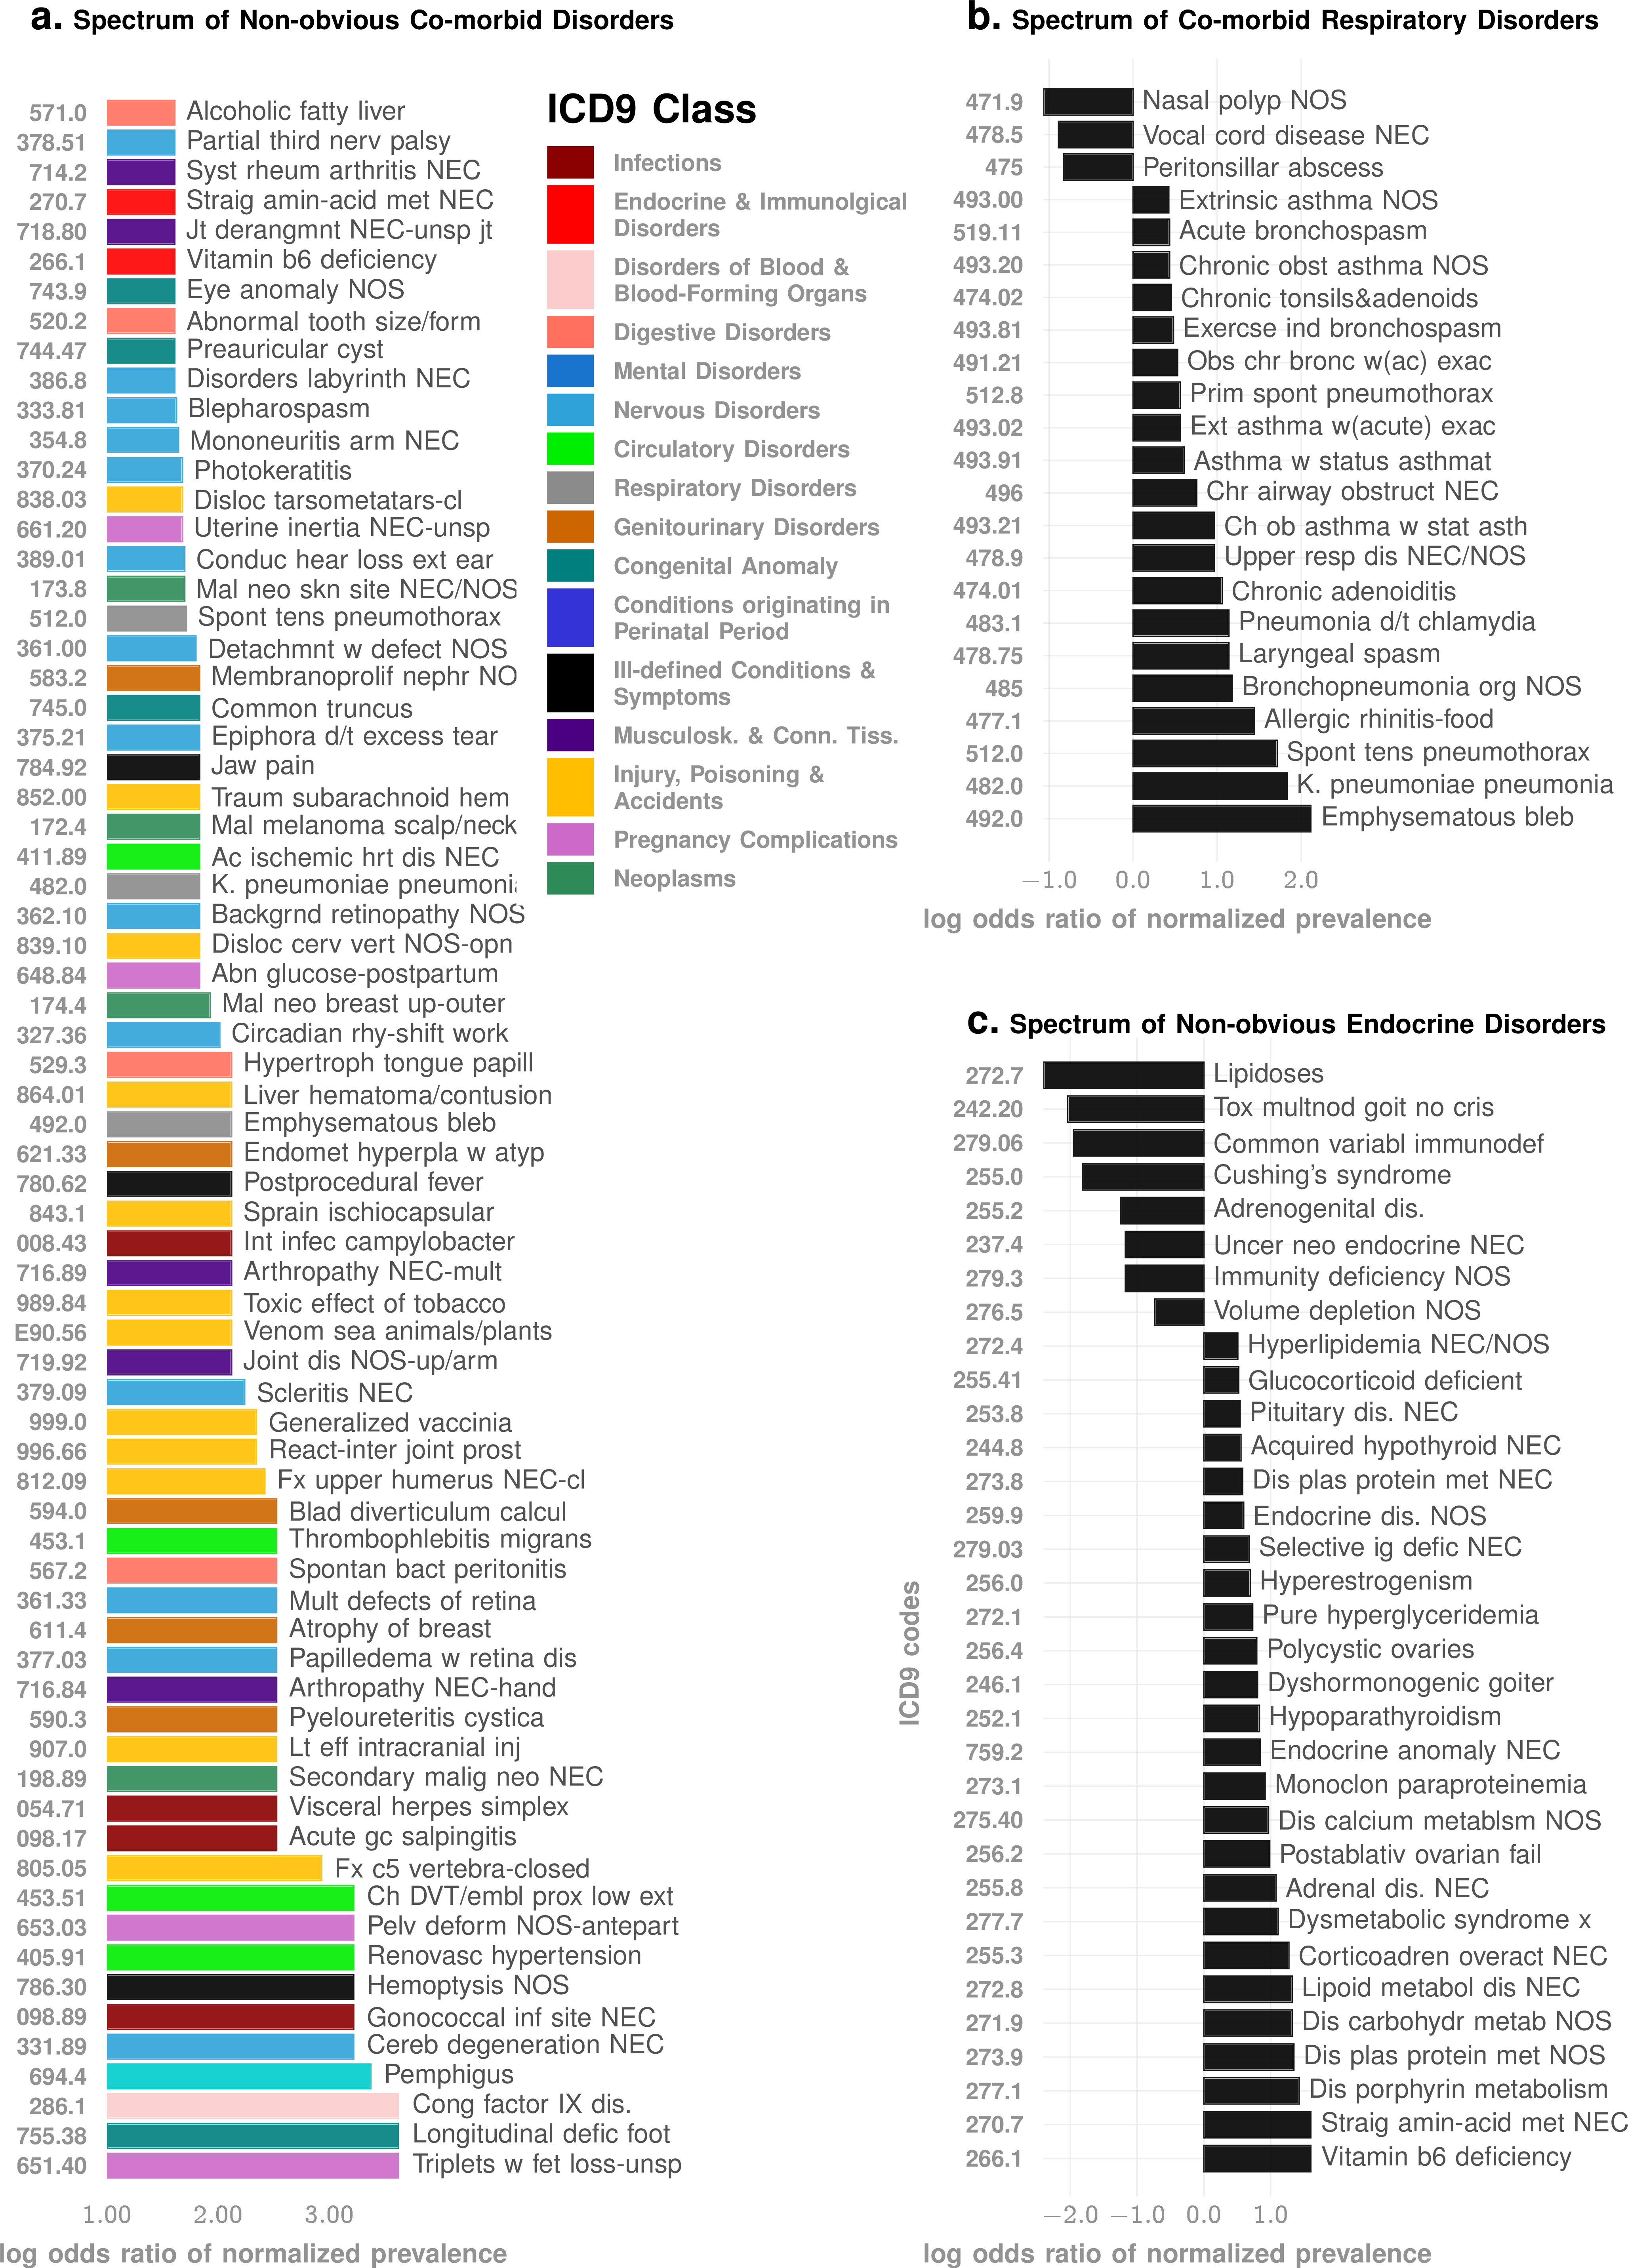 a. Spectrum of Non-obvious Co-morbid Disorders
571.0 Alcoholic fatty liver
378.51 Partial third nerv palsy
714.2 Syst rheum arthritis NEC
270.7 Straig amin-acid met NEC
718.80 Jt derangmnt NEC-unsp jt
266.1 Vitamin b6 deficiency
743.9 Eye anomaly NOS
520.2 Abnormal tooth size/form
744.47 Preauricular cyst
386.8 Disorders labyrinth NEC
333.81 Blepharospasm
354.8 Mononeuritis arm NEC
370.24 Photokeratitis
838.03 Disloc tarsometatars-cl
661.20 Uterine inertia NEC-unsp
389.01 Conduc hear loss ext ear
173.8 Mal neo skn site NEC/NOS
512.0 Spont tens pneumothorax
361.00 Detachmnt w defect NOS
583.2 Membranoprolif nephr NO
745.0 Common truncus
375.21 Epiphora d/t excess tear
784.92 Jaw pain
852.00 Traum subarachnoid hem
172.4 Mal melanoma scalp/neck
411.89 Ac ischemic hrt dis NEC
482.0 K. pneumoniae pneumonia
362.10 Backgrnd retinopathy NOS
839.10 Disloc cerv vert NOS-opn
648.84 Abn glucose-postpartum
174.4 Mal neo breast up-outer
327.36 Circadian rhy-shift work
529.3 Hypertroph tongue papill
864.01 Liver hematoma/contusion
492.0 Emphysematous bleb
621.33 Endomet hyperpla w atyp
780.62 Postprocedural fever
843.1 Sprain ischiocapsular
008.43 Int infec campylobacter
716.89 Arthropathy NEC-mult
989.84 Toxic effect of tobacco
E90.56 Venom sea animals/plants
719.92 Joint dis NOS-up/arm
379.09 Scleritis NEC
999.0 Generalized vaccinia
996.66 React-inter joint prost
812.09 Fx upper humerus NEC-cl
594.0 Blad diverticulum calcul
453.1 Thrombophlebitis migrans
567.2 Spontan bact peritonitis
361.33 Mult defects of retina
611.4 Atrophy of breast
377.03 Papilledema w retina dis
716.84 Arthropathy NEC-hand
590.3 Pyeloureteritis cystica
907.0 Lt eff intracranial inj
198.89 Secondary malig neo NEC
054.71 Visceral herpes simplex
098.17 Acute gc salpingitis
805.05 Fx c5 vertebra-closed
453.51 Ch DVT/embl prox low ext
653.03 Pelv deform NOS-antepart
405.91 Renovasc hypertension
786.30 Hemoptysis NOS
098.89 Gonococcal inf site NEC
331.89 Cereb degeneration NEC
694.4 Pemphigus
286.1 Cong factor IX dis.
755.38 Longitudinal defic foot
651.40 Triplets w fet loss-unsp
1.00 2.00 3.00
log odds ratio of normalized prevalence
ICD9 Class
Infections
Endocrine & Immunolgical
Disorders
Disorders of Blood &
Blood-Forming Organs
Digestive Disorders
Mental Disorders
Nervous Disorders
Circulatory Disorders
Respiratory Disorders
Genitourinary Disorders
Congenital Anomaly
Conditions originating in
Perinatal Period
Ill-defined Conditions &
Symptoms
Musculosk. & Conn. Tiss.
Injury, Poisoning &
Accidents
Pregnancy Complications
Neoplasms
b. Spectrum of Co-morbid Respiratory Disorders
471.9 Nasal polyp NOS
478.5 Vocal cord disease NEC
475 Peritonsillar abscess
493.00 Extrinsic asthma NOS
519.11 Acute bronchospasm
493.20 Chronic obst asthma NOS
474.02 Chronic tonsils&adenoids
493.81 Exercse ind bronchospasm
491.21 Obs chr bronc w(ac) exac
512.8 Prim spont pneumothorax
493.02 Ext asthma w(acute) exac
493.91 Asthma w status asthmat
496 Chr airway obstruct NEC
493.21 Ch ob asthma w stat asth
478.9 Upper resp dis NEC/NOS
474.01 Chronic adenoiditis
483.1 Pneumonia d/t chlamydia
478.75 Laryngeal spasm
485 Bronchopneumonia org NOS
477.1 Allergic rhinitis-food
512.0 Spont tens pneumothorax
482.0 K. pneumoniae pneumonia
492.0 Emphysematous bleb
−1.0 0.0 1.0 2.0
log odds ratio of normalized prevalence
c. Spectrum of Non-obvious Endocrine Disorders
ICD9 codes
272.7 Lipidoses
242.20 Tox multnod goit no cris
279.06 Common variabl immunodef
255.0 Cushing's syndrome
255.2 Adrenogenital dis.
237.4 Uncer neo endocrine NEC
279.3 Immunity deficiency NOS
276.5 Volume depletion NOS
272.4 Hyperlipidemia NEC/NOS
255.41 Glucocorticoid deficient
253.8 Pituitary dis. NEC
244.8 Acquired hypothyroid NEC
273.8 Dis plas protein met NEC
259.9 Endocrine dis. NOS
279.03 Selective ig defic NEC
256.0 Hyperestrogenism
272.1 Pure hyperglyceridemia
256.4 Polycystic ovaries
246.1 Dyshormonogenic goiter
252.1 Hypoparathyroidism
759.2 Endocrine anomaly NEC
273.1 Monoclon paraproteinemia
275.40 Dis calcium metablsm NOS
256.2 Postablativ ovarian fail
255.8 Adrenal dis. NEC
277.7 Dysmetabolic syndrome x
255.3 Corticoadren overact NEC
272.8 Lipoid metabol dis NEC
271.9 Dis carbohydr metab NOS
273.9 Dis plas protein met NOS
277.1 Dis porphyrin metabolism
270.7 Straig amin-acid met NEC
266.1 Vitamin b6 deficiency
−2.0 −1.0 0.0 1.0
log odds ratio of normalized prevalence